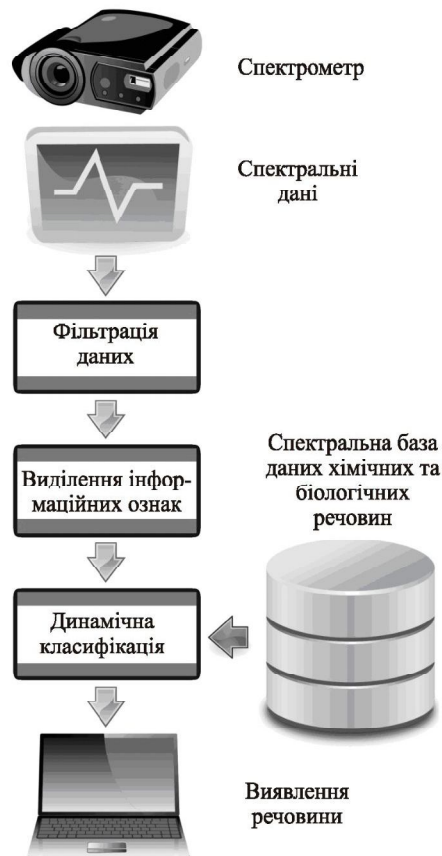 Спектрометр
Спектральні
дані
Фільтрація
даних
Виділення інфор-
маційних ознак
Спектральна база
даних хімічних та
біологічних
речовин
Динамічна
класифікація
Виявлення
речовини